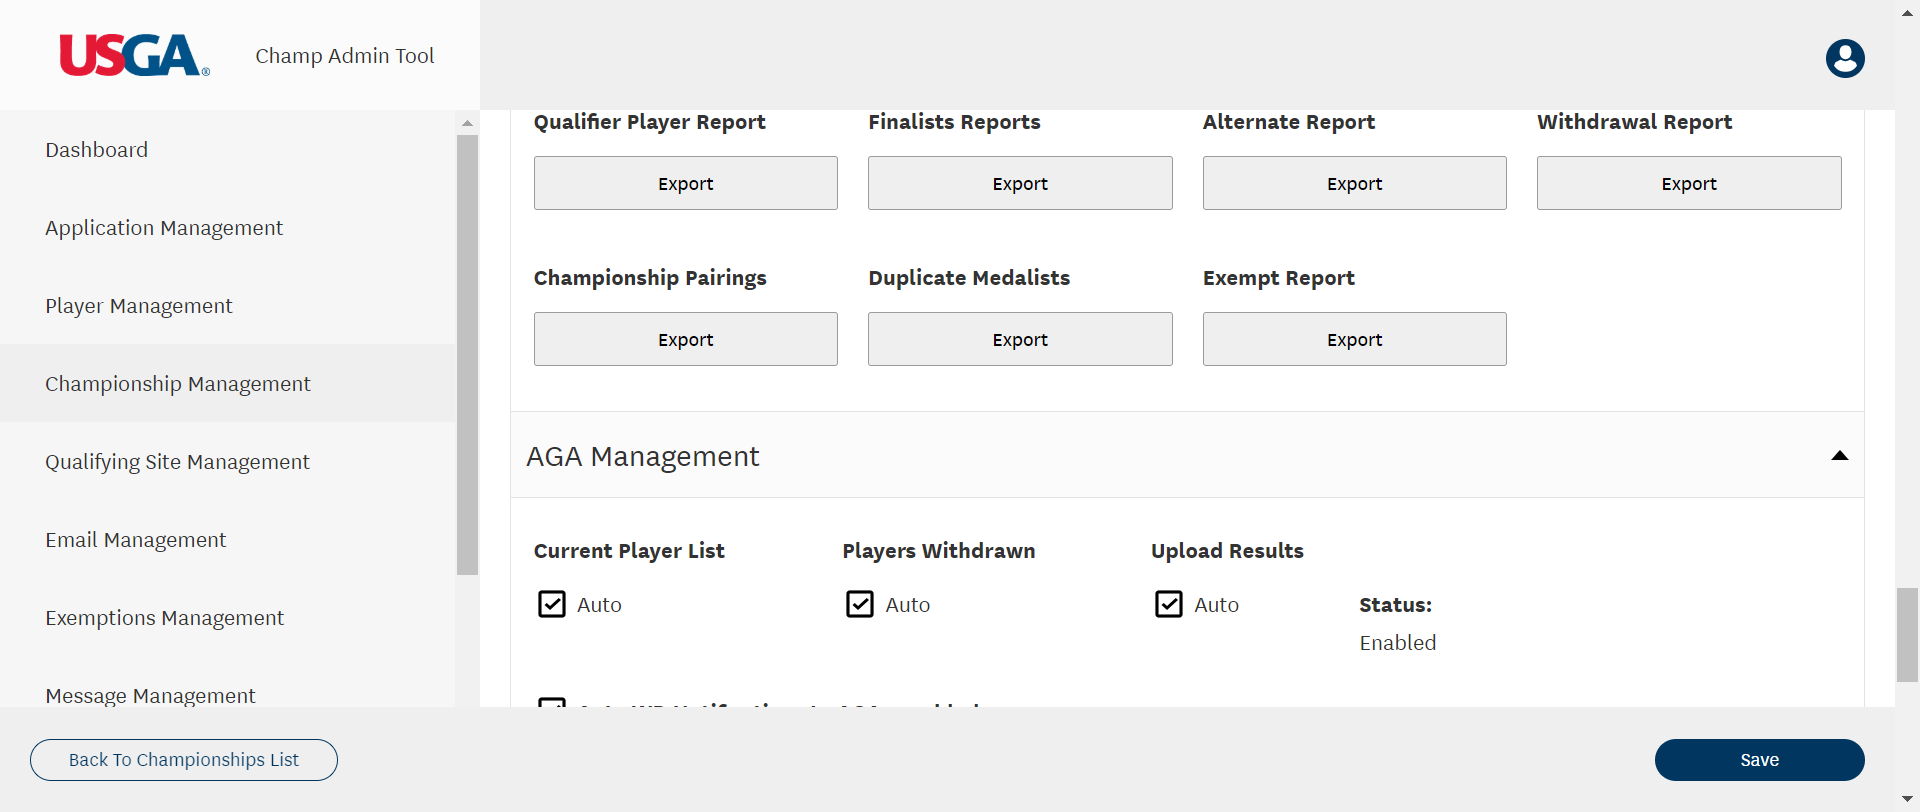 USGA®
Champ Admin Tool
Dashboard
Application Management
Player Management
Championship Management
Qualifying Site Management
Email Management
Exemptions Management
Message Management
Qualifier Player Report
Finalists Reports
Alternate Report
Withdrawal Report
Export
Export
Export
Export
Championship Pairings
Duplicate Medalists
Exempt Report
Export
Export
Export
AGA Management
Current Player List
Players Withdrawn
Upload Results
Auto
Auto
Auto
Status:
Enabled
Back To Championships List
Save